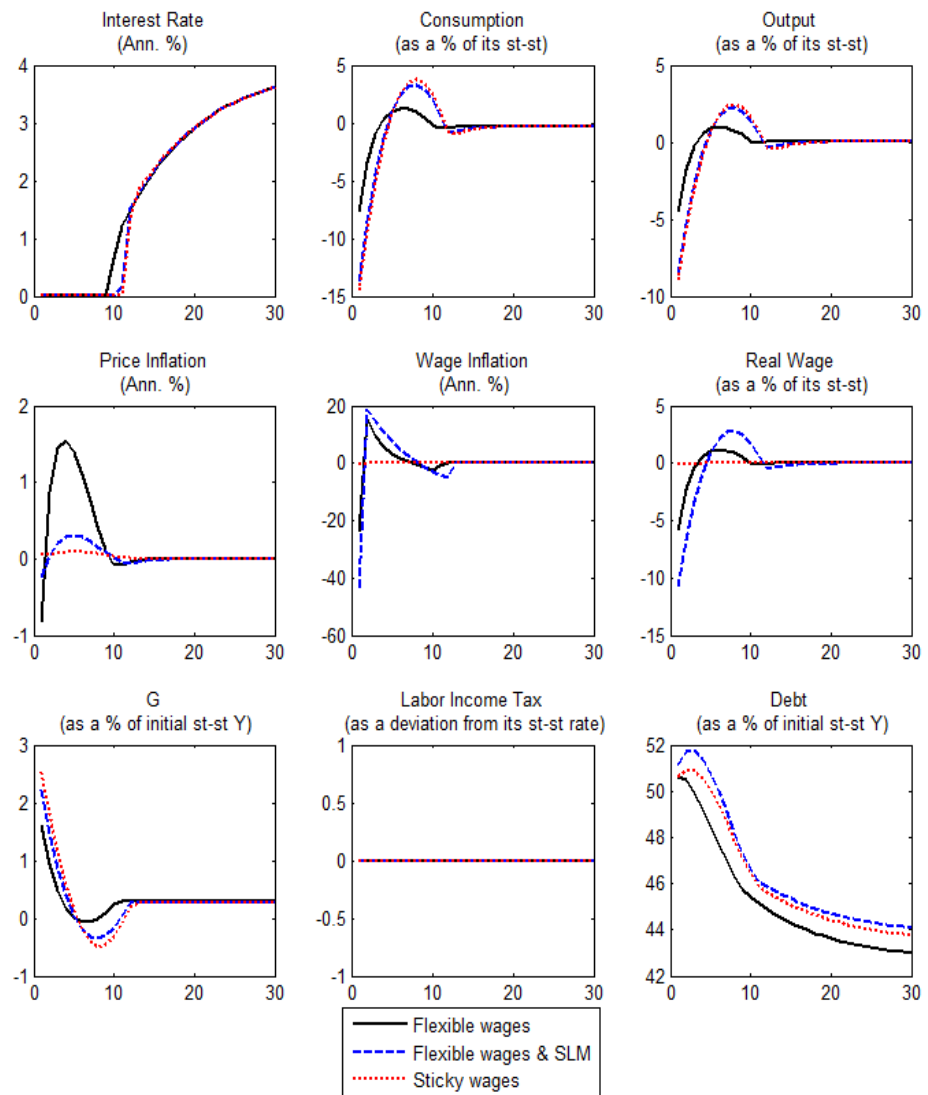 Interest Rate
(Ann. %)
4
3
2
1
0
0 10 20 30
Consumption
(as a % of its st-st)
5
0
-5
-10
-15
0 10 20 30
Output
(as a % of its st-st)
5
0
-5
-10
0 10 20 30
Price Inflation
(Ann. %)
2
1
0
-1
0 10 20 30
Wage Inflation
(Ann. %)
20
0
-20
-40
-60
0 10 20 30
Real Wage
(as a % of its st-st)
5
0
-5
-10
-15
0 10 20 30
G
(as a % of initial st-st Y)
3
2
1
0
-1
0 10 20 30
Labor Income Tax
(as a deviation from its st-st rate)
1
0.5
0
-0.5
-1
0 10 20 30
Debt
(as a % of initial st-st Y)
52
50
48
46
44
42
0 10 20 30
Flexible wages
Flexible wages & SLM
Sticky wages